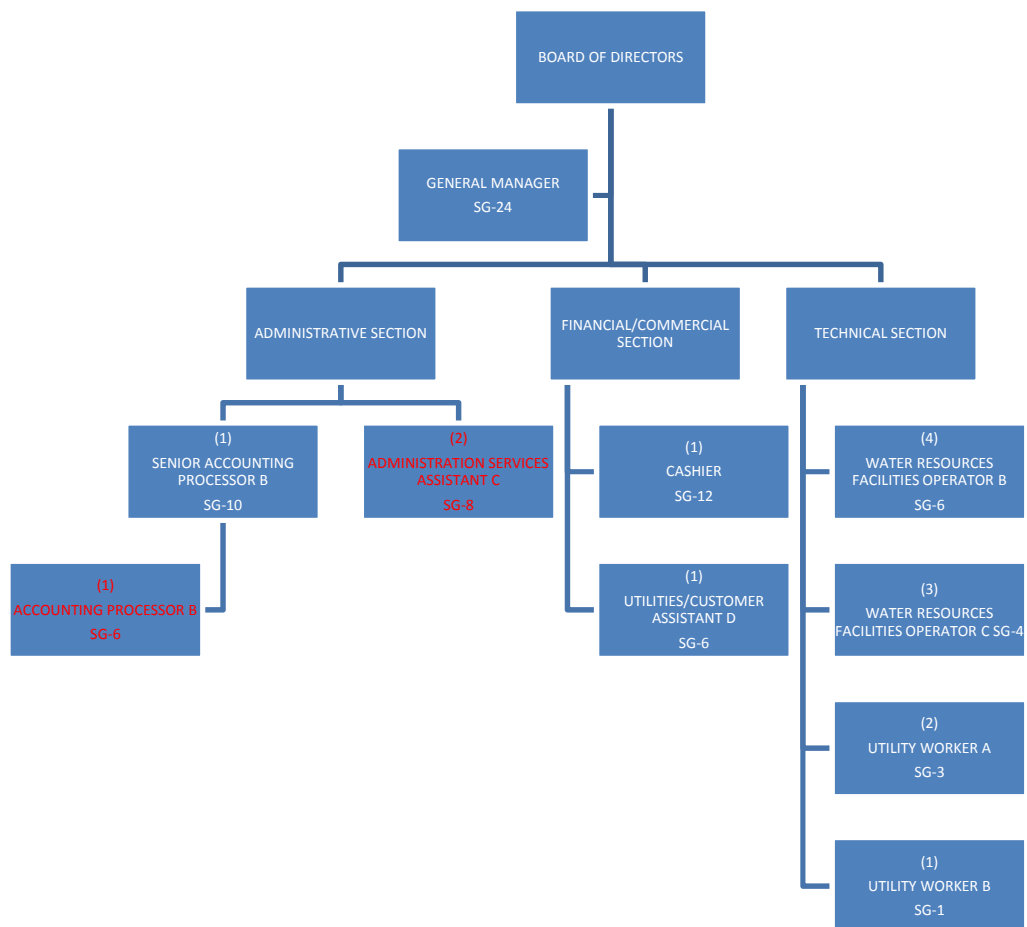 BOARD OF DIRECTORS
GENERAL MANAGER
SG-24
ADMINISTRATIVE SECTION
FINANCIAL/COMMERCIAL
SECTION
TECHNICAL SECTION
(1)
SENIOR ACCOUNTING
PROCESSOR B
SG-10
(2)
ADMINISTRATION SERVICES
ASSISTANT C
SG-8
(1)
CASHIER
SG-12
(4)
WATER RESOURCES
FACILITIES OPERATOR B
SG-6
(1)
ACCOUNTING PROCESSOR B
SG-6
(1)
UTILITIES/CUSTOMER
ASSISTANT D
SG-6
(3)
WATER RESOURCES
FACILITIES OPERATOR C SG-4
(2)
UTILITY WORKER A
SG-3
(1)
UTILITY WORKER B
SG-1